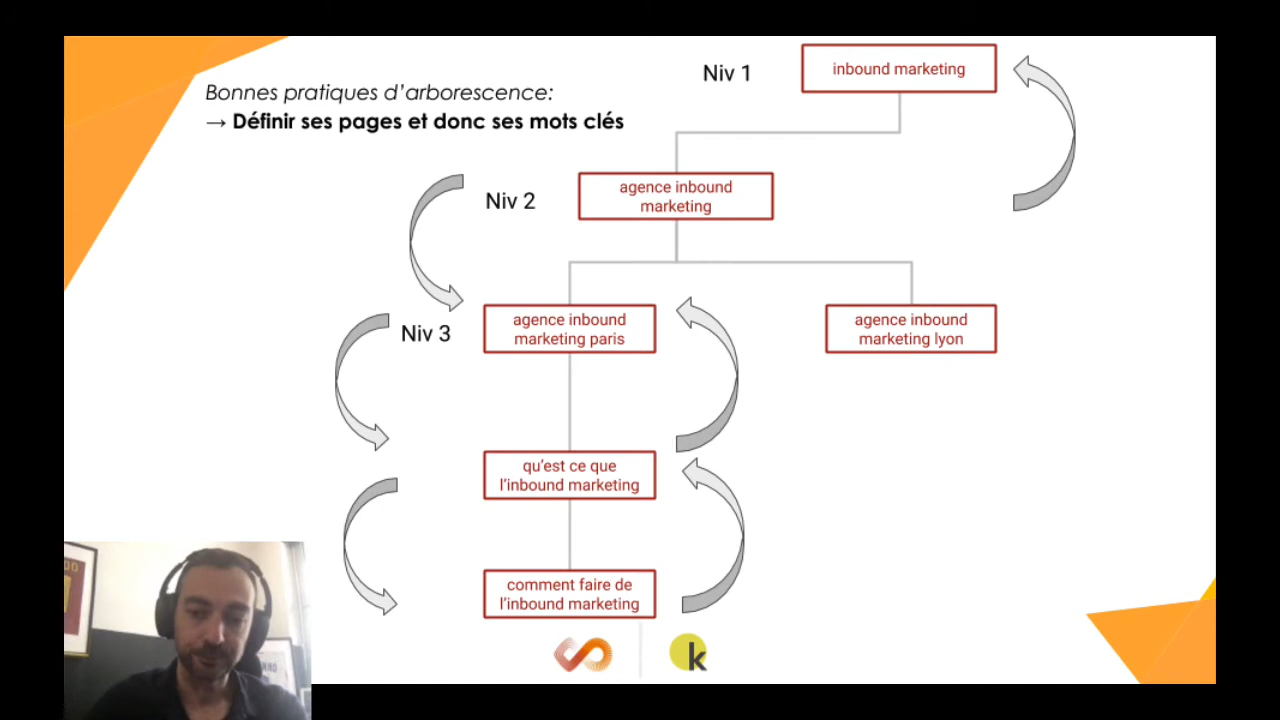 Bonnes pratiques d'arborescence:
→ Définir ses pages et donc ses mots clés
Niv 1
inbound marketing
Niv 2
agence inbound
marketing
Niv 3
agence inbound
marketing paris
agence inbound
marketing lyon
qu'est ce que
l'inbound marketing
comment faire de
l'inbound marketing
k